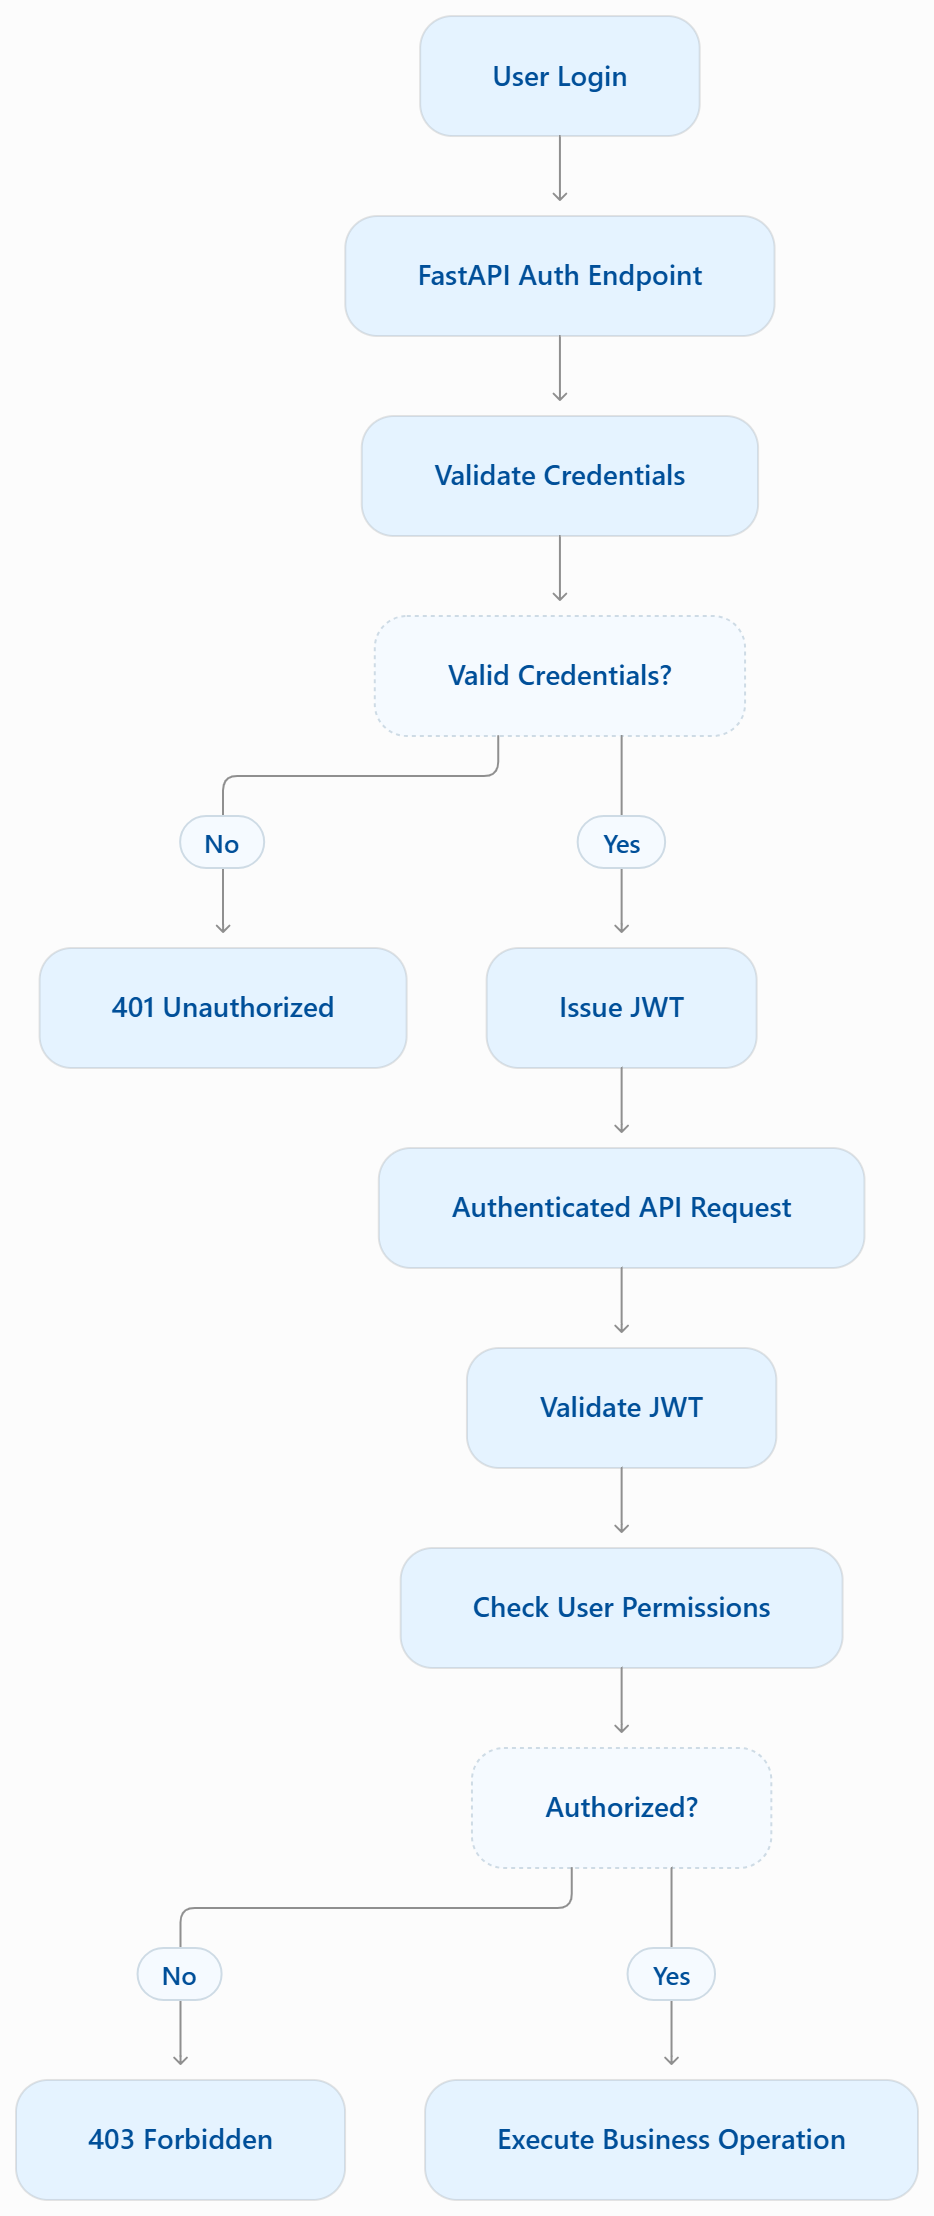 User Login
FastAPI Auth Endpoint
Validate Credentials
Valid Credentials?
No
Yes
401 Unauthorized
Issue JWT
Authenticated API Request
Validate JWT
Check User Permissions
Authorized?
No
Yes
403 Forbidden
Execute Business Operation